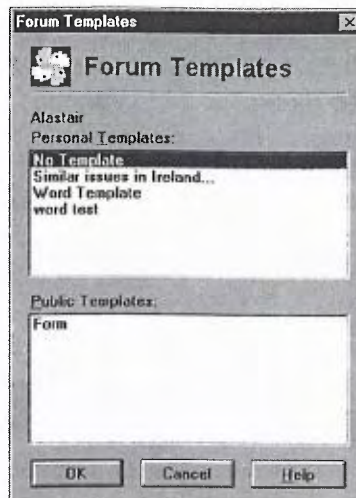 Forum Templates
Forum Templates
Alastair
Personal Templates:
No Template
Similar issues in Ireland...
Word Template
word test
Public Templates:
Form
OK Cancel Help